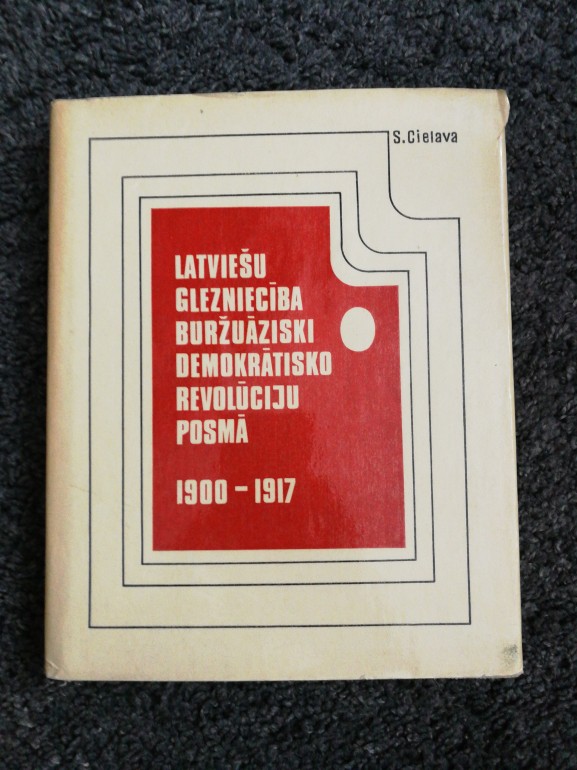 S.Cielava
LATVIEŠU
GLEZNIECĪBA
BURŽUĀZISKI
DEMOKRĀTISKO
REVOLŪCIJU
POSMĀ
1900 – 1917